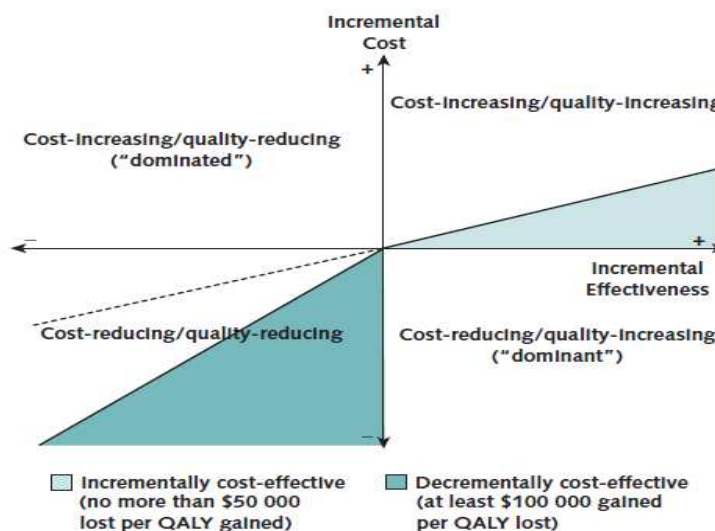 Incremental
Cost
+
Cost-increasing/quality-increasing
Cost-increasing/quality-reducing
("dominated")
–
+
Incremental
Effectiveness
Cost-reducing/quality-reducing
Cost-reducing/quality-increasing
("dominant")
–
Incrementally cost-effective
(no more than $50 000
lost per QALY gained)
Decrementally cost-effective
(at least $100 000 gained
per QALY lost)